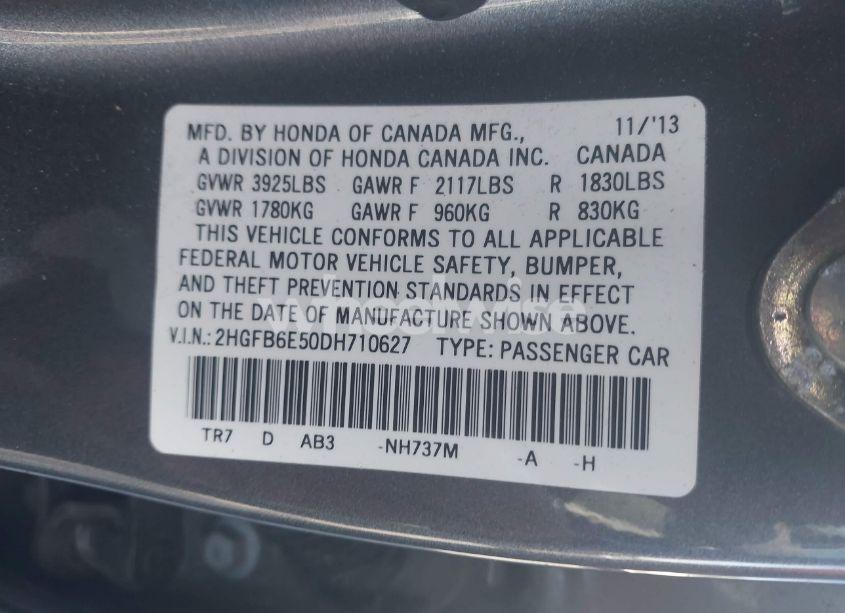 MFD. BY HONDA OF CANADA MFG., 11/'13
A DIVISION OF HONDA CANADA INC. CANADA
GVWR 3925LBS GAWR F 2117LBS R 1830LBS
GVWR 1780KG GAWR F 960KG R 830KG
THIS VEHICLE CONFORMS TO ALL APPLICABLE
FEDERAL MOTOR VEHICLE SAFETY, BUMPER,
AND THEFT PREVENTION STANDARDS IN EFFECT
ON THE DATE OF MANUFACTURE SHOWN ABOVE.
wheelwise
V.I.N.: 2HGFB6E50DH710627 TYPE: PASSENGER CAR
TR7 D AB3 -NH737M -A -H